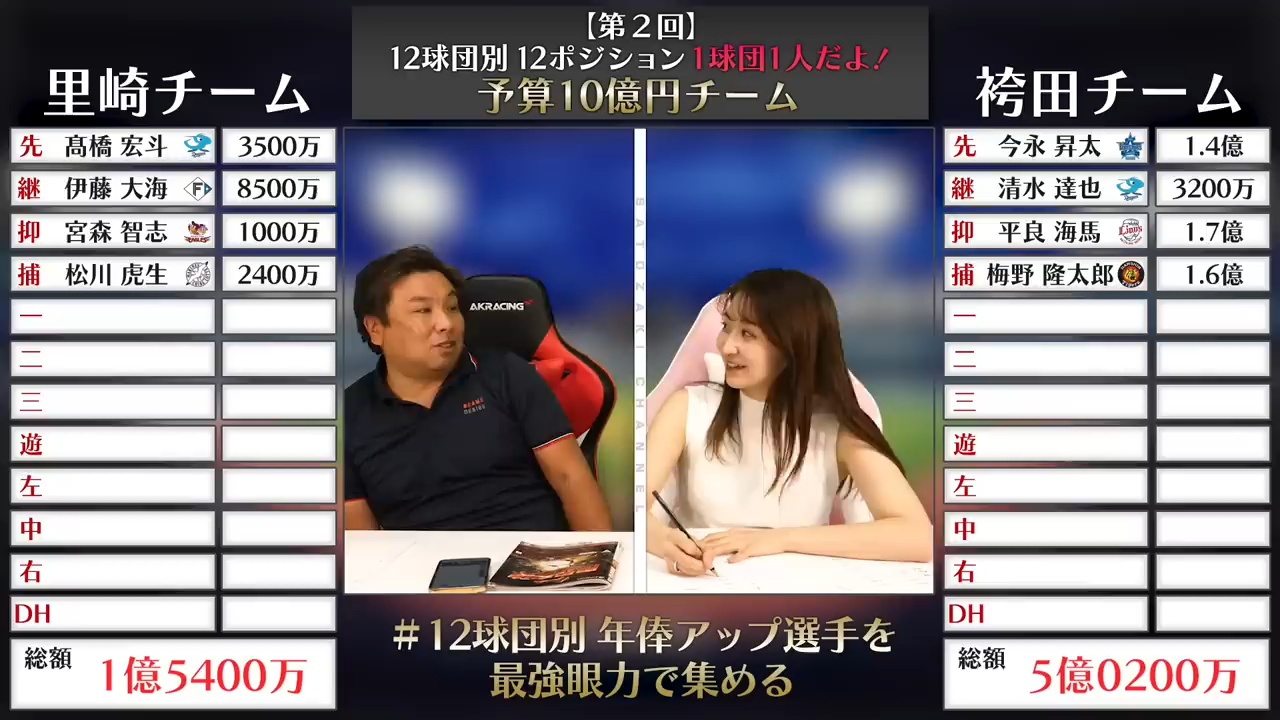 【第2回】
12球団別 12ポジション 1球団1人だよ!
予算10億円チーム
里崎チーム
先 髙橋 宏斗 3500万
継 伊藤 大海 F 8500万
抑 宮森 智志 EAGLES 1000万
捕 松川 虎生 2400万
一
二
三
遊
左
中
右
DH
総額 1億5400万
AKRACING
SATOZAKI CHANNEL
袴田チーム
先 今永 昇太 1.4億
継 清水 達也 3200万
抑 平良 海馬 Lions 1.7億
捕 梅野 隆太郎 1.6億
一
二
三
遊
左
中
右
DH
総額 5億0200万
#12球団別 年俸アップ選手を
最強眼力で集める